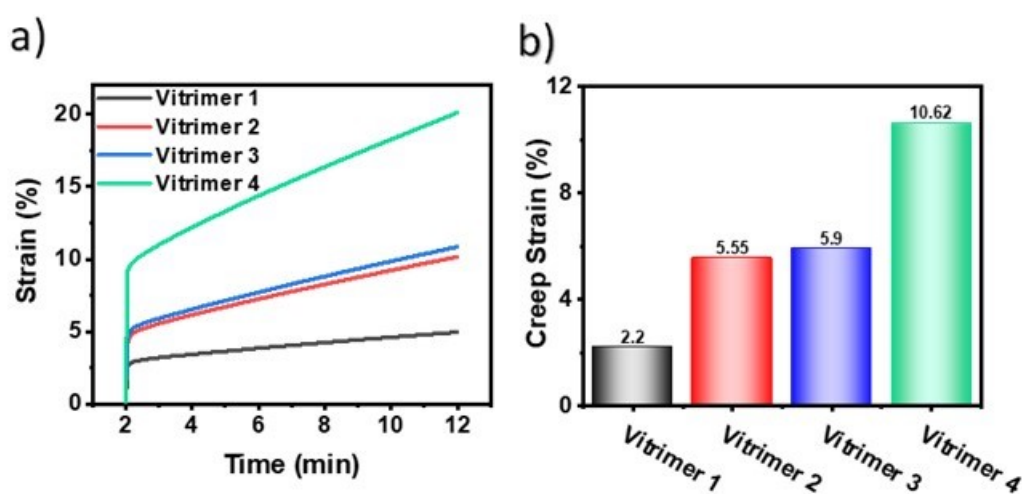 a)
Vitrimer 1
Vitrimer 2
Vitrimer 3
Vitrimer 4
Strain (%)
20
15
10
5
0
2 4 6 8 10 12
Time (min)
b)
Creep Strain (%)
12
8
4
0
2.2
5.55
5.9
10.62
Vitrimer 1
Vitrimer 2
Vitrimer 3
Vitrimer 4